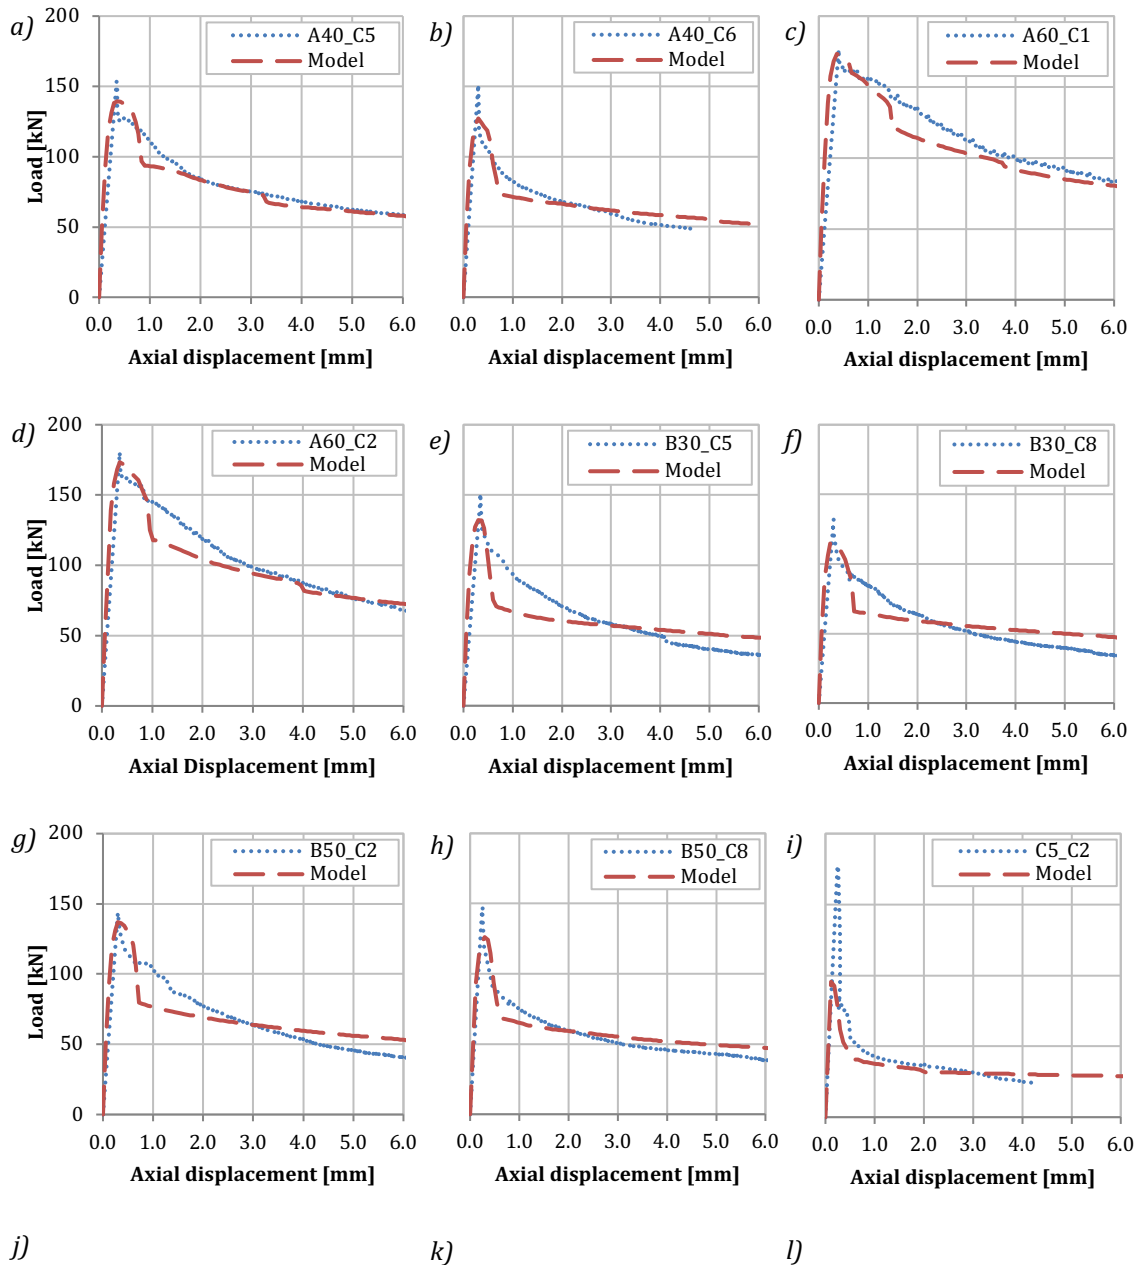 a)
200
150
100
50
0
Load [kN]
A40_C5
Model
0.0 1.0 2.0 3.0 4.0 5.0 6.0
Axial displacement [mm]
b)
A40_C6
Model
0.0 1.0 2.0 3.0 4.0 5.0 6.0
Axial displacement [mm]
c)
A60_C1
Model
0.0 1.0 2.0 3.0 4.0 5.0 6.0
Axial displacement [mm]
d)
200
150
100
50
0
Load [kN]
A60_C2
Model
0.0 1.0 2.0 3.0 4.0 5.0 6.0
Axial Displacement [mm]
e)
B30_C5
Model
0.0 1.0 2.0 3.0 4.0 5.0 6.0
Axial displacement [mm]
f)
B30_C8
Model
0.0 1.0 2.0 3.0 4.0 5.0 6.0
Axial displacement [mm]
g)
200
150
100
50
0
Load [kN]
B50_C2
Model
0.0 1.0 2.0 3.0 4.0 5.0 6.0
Axial displacement [mm]
h)
B50_C8
Model
0.0 1.0 2.0 3.0 4.0 5.0 6.0
Axial displacement [mm]
i)
C5_C2
Model
0.0 1.0 2.0 3.0 4.0 5.0 6.0
Axial displacement [mm]
j)
k)
l)